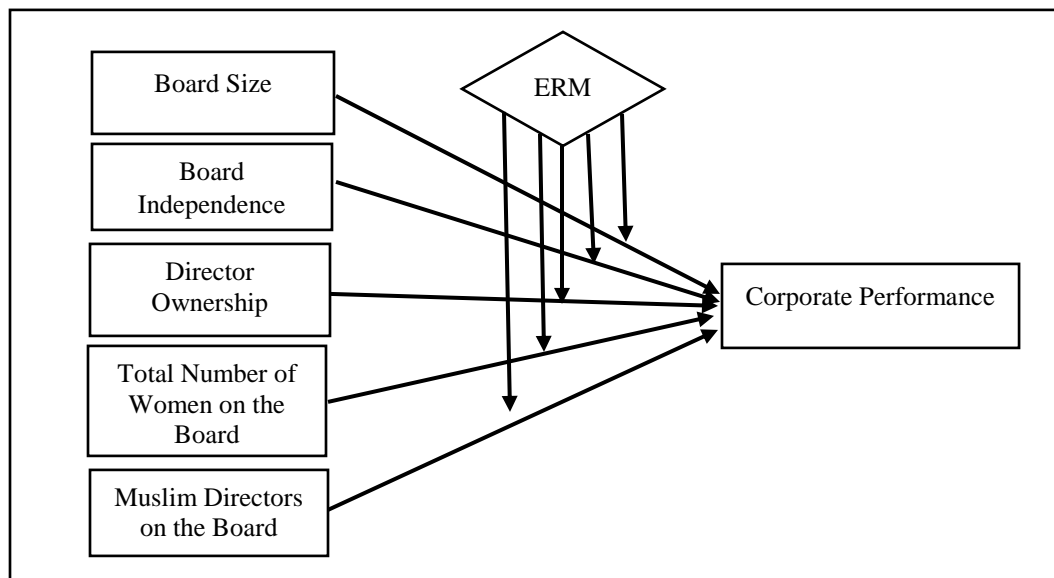 Board Size
ERM
Board
Independence
Director
Ownership
Corporate Performance
Total Number of
Women on the
Board
Muslim Directors
on the Board